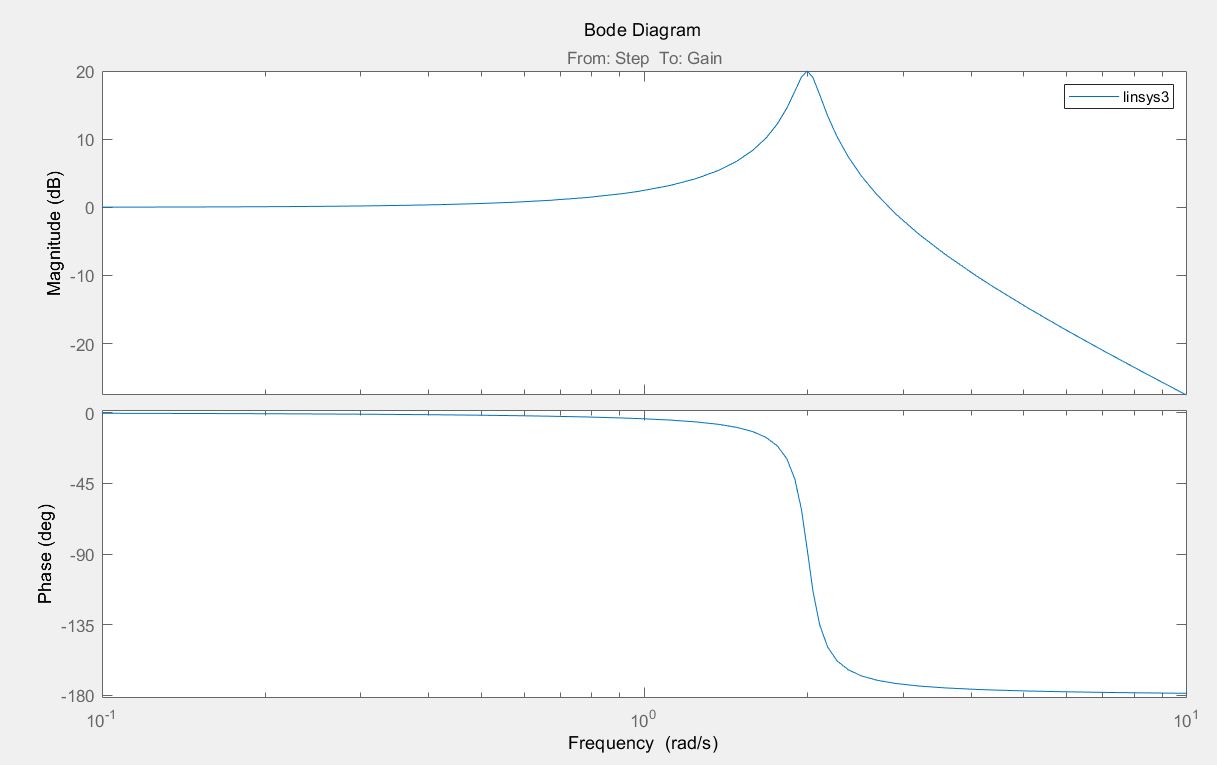 Bode Diagram
From: Step  To: Gain
linsys3
Magnitude (dB)
20
10
0
-10
-20
Phase (deg)
0
-45
-90
-135
-180
10^-1
10^0
10^1
Frequency  (rad/s)